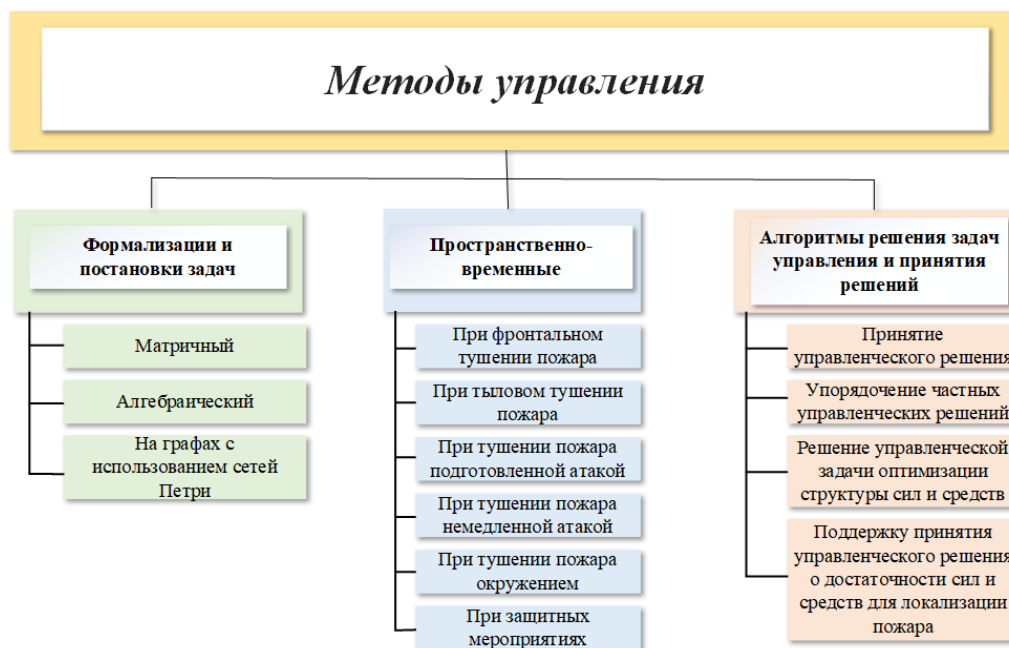 Методы управления
Формализации и
постановки задач
Матричный
Алгебраический
На графах с
использованием сетей
Петри
Пространственно-
временные
При фронтальном
тушении пожара
При тыловом тушении
пожара
При тушении пожара
подготовленной атакой
При тушении пожара
немедленной атакой
При тушении пожара
окружением
При защитных
мероприятиях
Алгоритмы решения задач
управления и принятия
решений
Принятие
управленческого решения
Упорядочение частных
управленческих решений
Решение управленческой
задачи оптимизации
структуры сил и средств
Поддержку принятия
управленческого решения
о достаточности сил и
средств для локализации
пожара